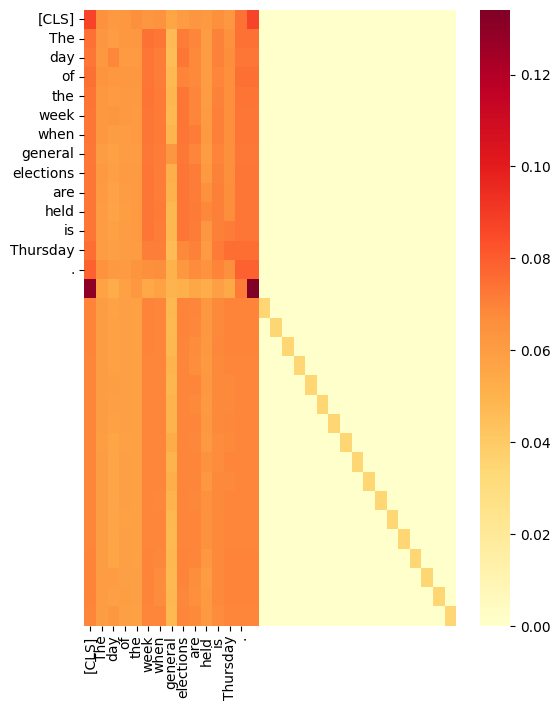 [CLS]
The
day
of
the
week
when
general
elections
are
held
is
Thursday
.
[CLS]
The
day
of
the
week
when
general
elections
are
held
is
Thursday
.
0.12
0.10
0.08
0.06
0.04
0.02
0.00